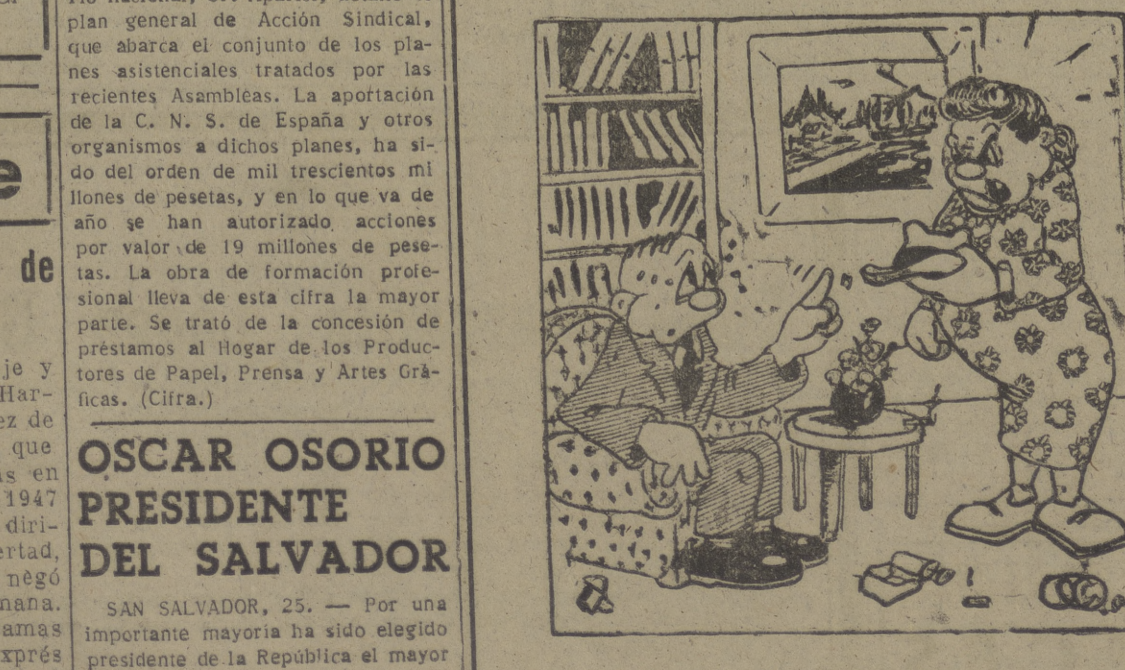 e
de
je y
Har-
ez de
que
as en
1947
diri-
ertad,
nègó
nana.
amas
xprés
plan general de Acción Sindical,
que abarca el conjunto de los pla-
nes asistenciales tratados por las
recientes Asambleas. La aportación
de la C. N. S. de España y otros
organismos a dichos planes, ha si-
do del orden de mil trescientos mi
llones de pesetas, y en lo que va de
año se han autorizado acciones
por valor de 19 millones de pese-
tas. La obra de formación profe-
sional lleva de esta cifra la mayor
parte. Se trató de la concesión de
préstamos al Hogar de los Produc-
tores de Papel, Prensa y Artes Grá-
ficas. (Cifra.)
OSCAR OSORIO
PRESIDENTE
DEL SALVADOR
SAN SALVADOR, 25. — Por una
importante mayoría ha sido elegido
presidente de la República el mayor